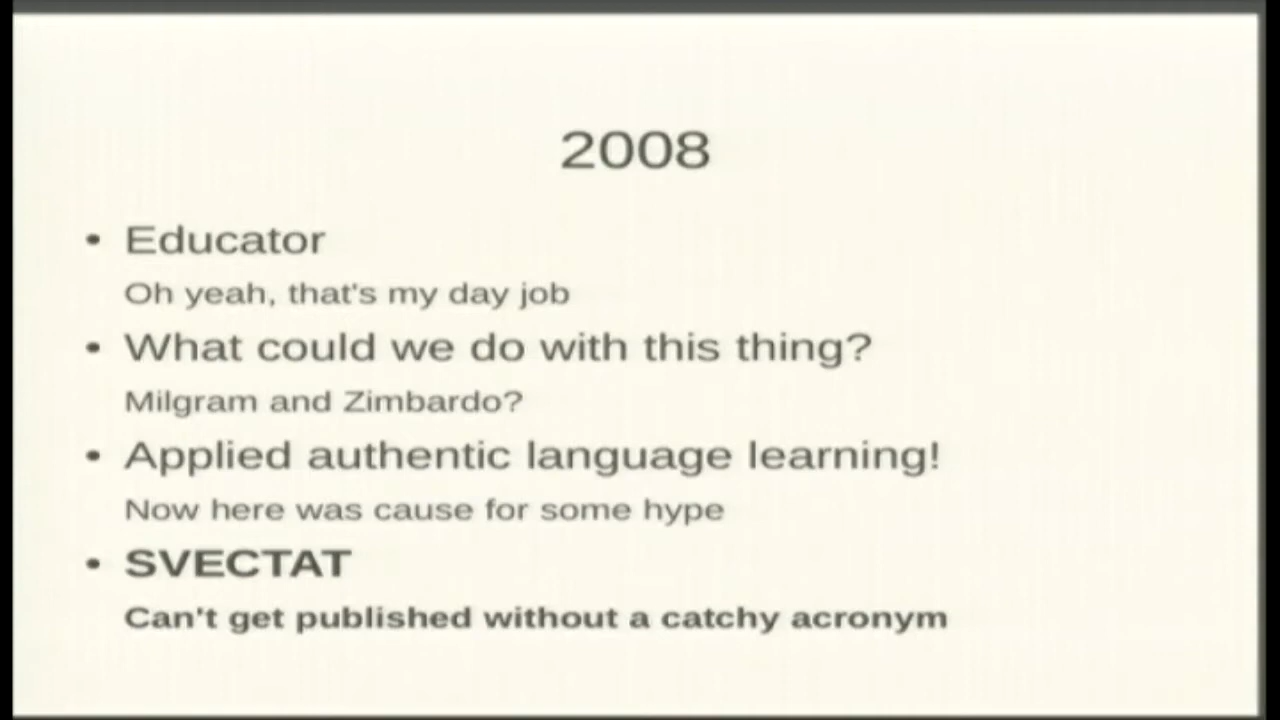 2008
• Educator
Oh yeah, that's my day job
• What could we do with this thing?
Milgram and Zimbardo?
• Applied authentic language learning!
Now here was cause for some hype
• SVECTAT
Can't get published without a catchy acronym